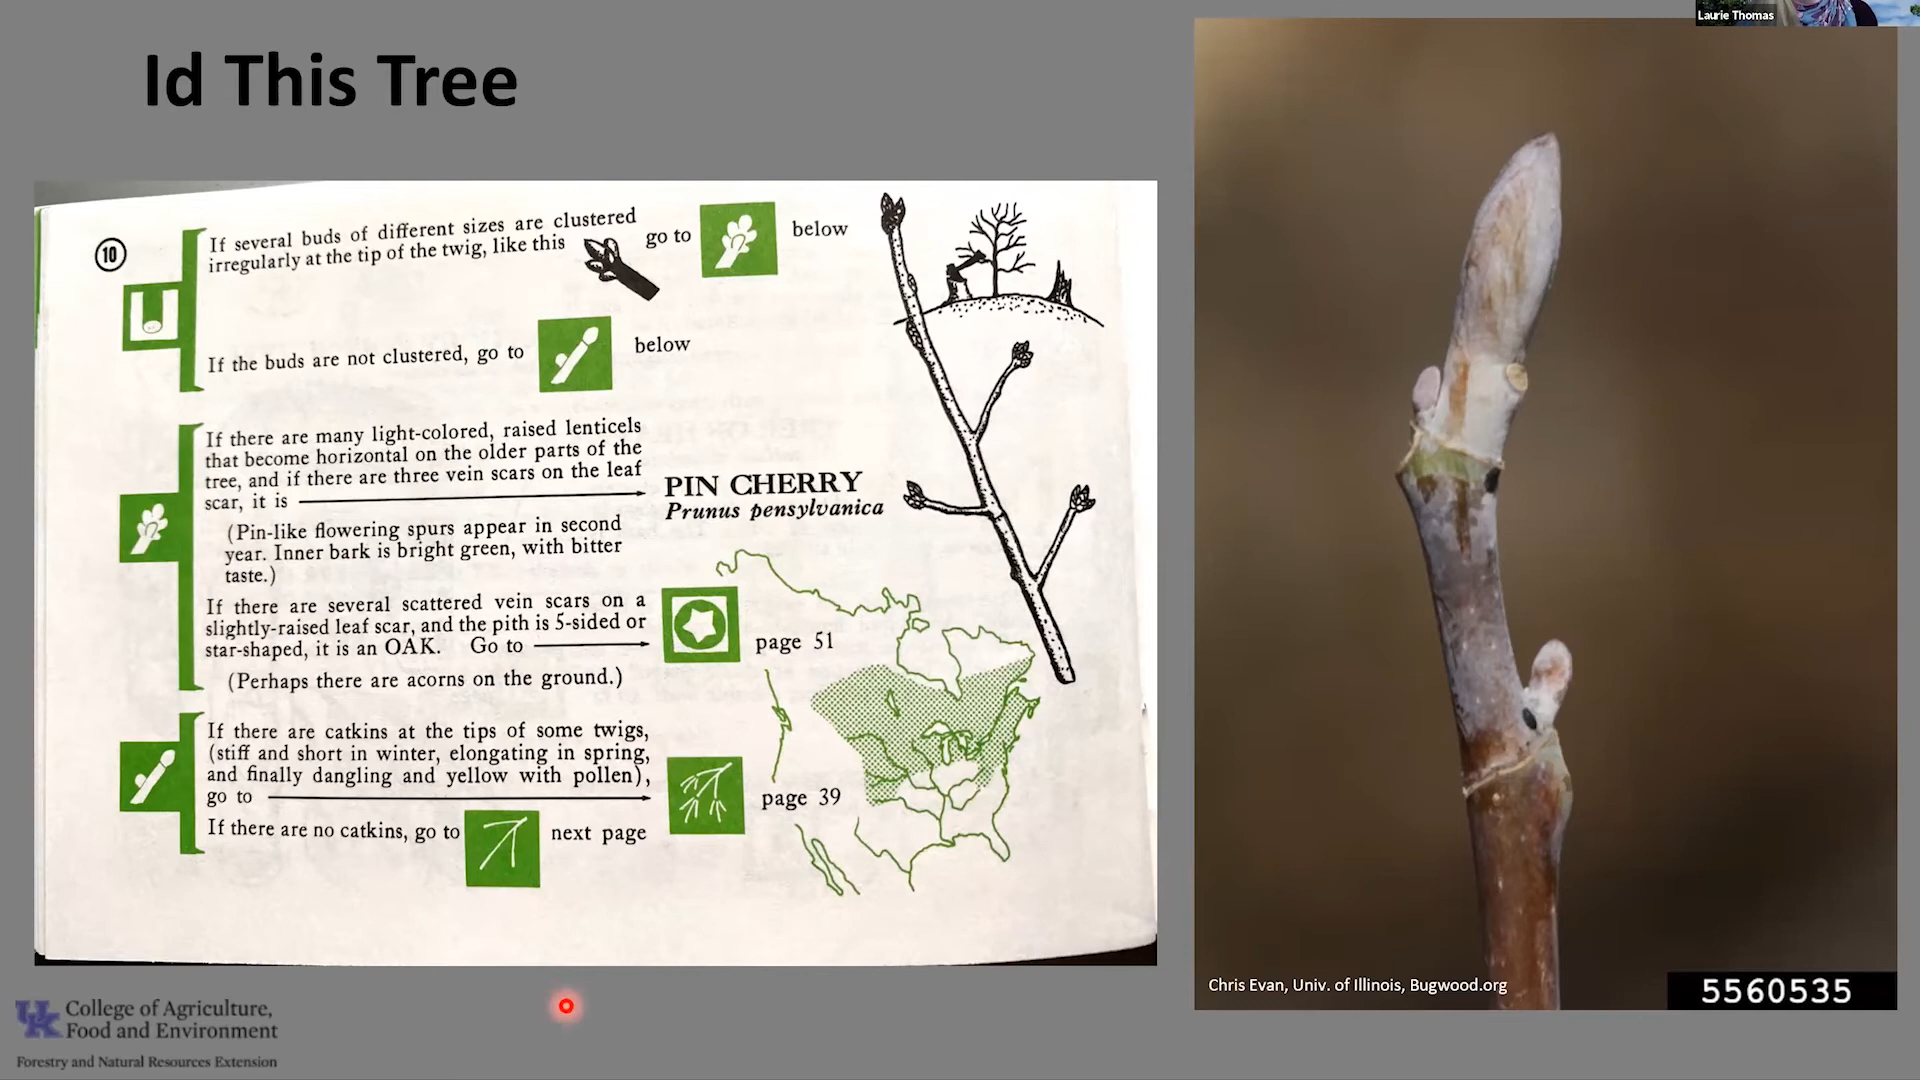 Laurie Thomas
Id This Tree
10
If several buds of different sizes are clustered
irregularly at the tip of the twig, like this
go to
below
If the buds are not clustered, go to
below
If there are many light-colored, raised lenticels
that become horizontal on the older parts of the
tree, and if there are three vein scars on the leaf
scar, it is
PIN CHERRY
Prunus pensylvanica
(Pin-like flowering spurs appear in second
year. Inner bark is bright green, with bitter
taste.)
If there are several scattered vein scars on a
slightly-raised leaf scar, and the pith is 5-sided or
star-shaped, it is an OAK. Go to
page 51
(Perhaps there are acorns on the ground.)
If there are catkins at the tips of some twigs,
(stiff and short in winter, elongating in spring,
and finally dangling and yellow with pollen),
go to
page 39
If there are no catkins, go to
next page
Chris Evan, Univ. of Illinois, Bugwood.org
5560535
UK
College of Agriculture,
Food and Environment
Forestry and Natural Resources Extension